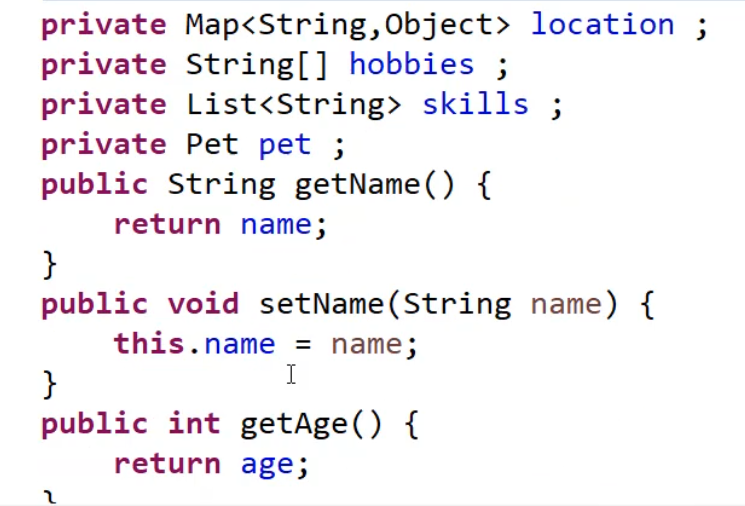 private Map<String,Object> location ;
private String[] hobbies ;
private List<String> skills ;
private Pet pet ;
public String getName() {
    return name;
}
public void setName(String name) {
    this.name = name;
}
public int getAge() {
    return age;
}